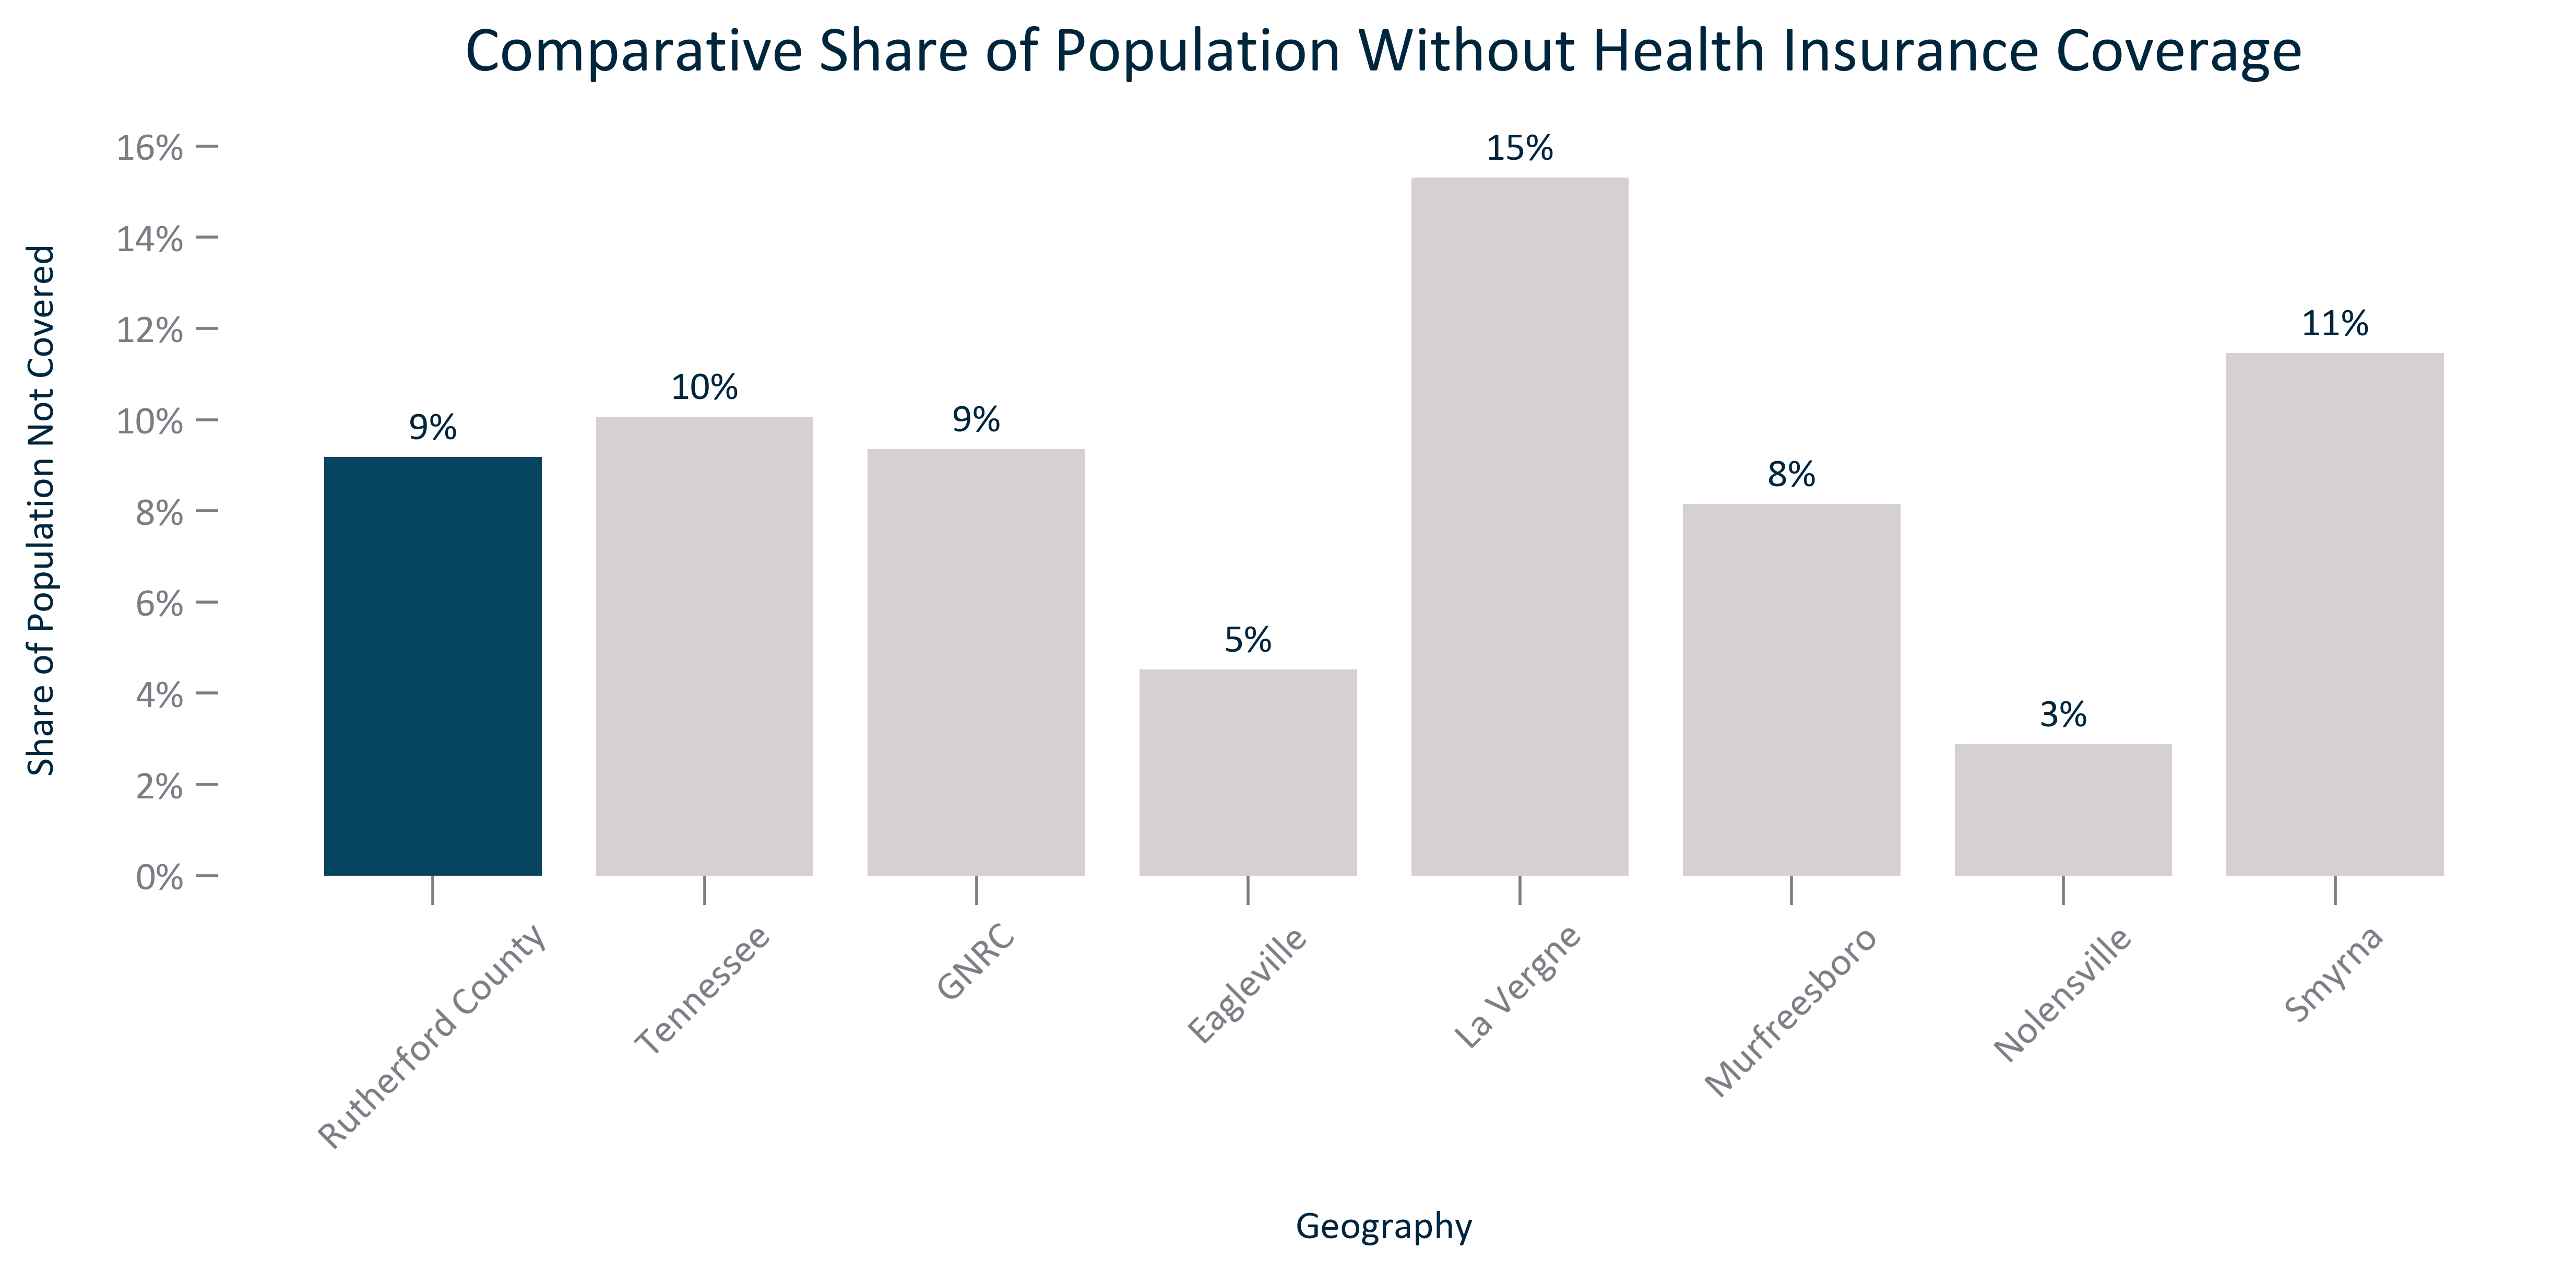 Comparative Share of Population Without Health Insurance Coverage
Share of Population Not Covered
16%
14%
12%
10%
8%
6%
4%
2%
0%
9%
10%
9%
5%
15%
8%
3%
11%
Rutherford County
Tennessee
GNRC
Eagleville
La Vergne
Murfreesboro
Nolensville
Smyrna
Geography